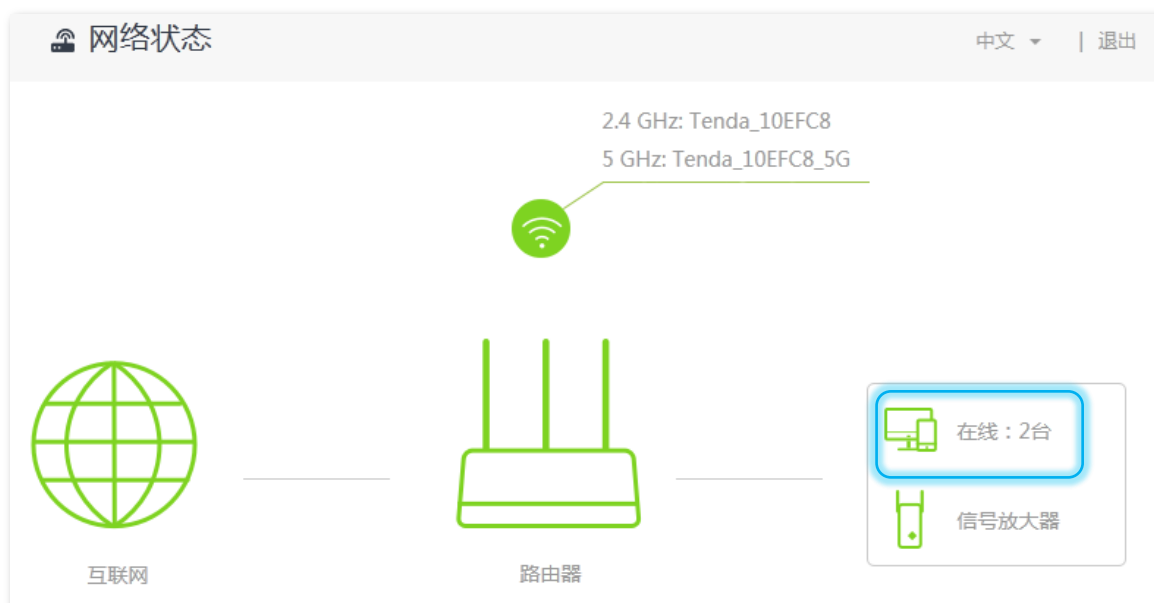 网络状态
中文 | 退出
2.4 GHz: Tenda_10EFC8
5 GHz: Tenda_10EFC8_5G
在线：2台
信号放大器
互联网
路由器